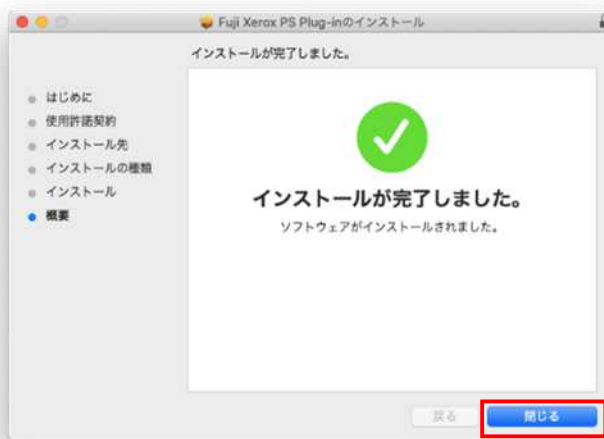 Fuji Xerox PS Plug-inのインストール
インストールが完了しました。
はじめに
使用許諾契約
インストール先
インストールの種類
インストール
概要
インストールが完了しました。
ソフトウェアがインストールされました。
戻る
閉じる